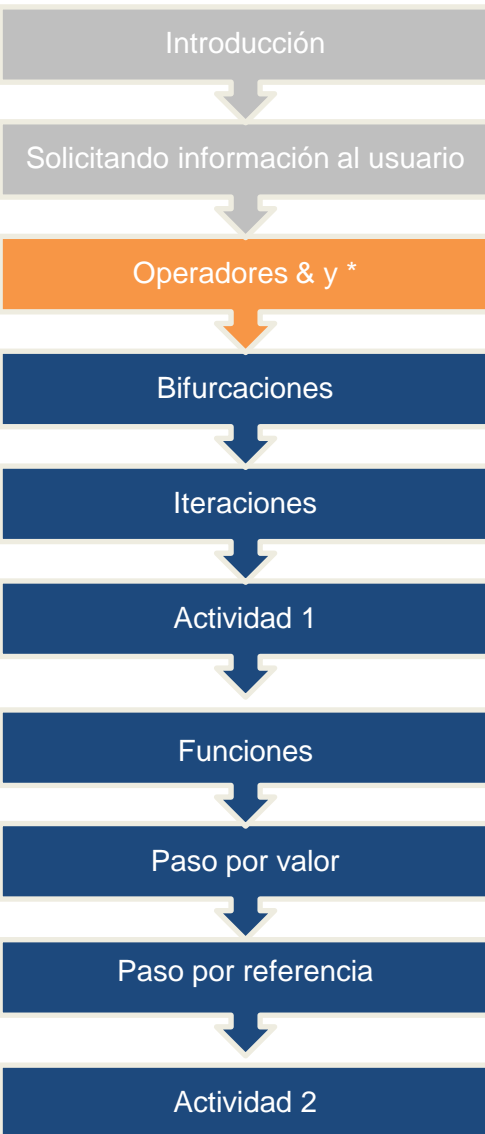 Introducción
Solicitando información al usuario
Operadores & y *
Bifurcaciones
Iteraciones
Actividad 1
Funciones
Paso por valor
Paso por referencia
Actividad 2